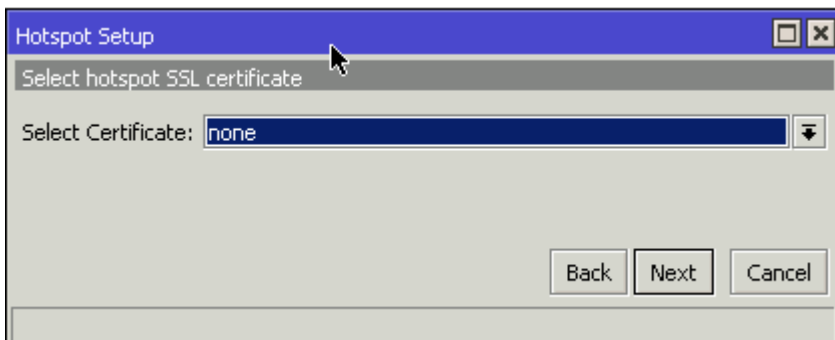 Hotspot Setup
Select hotspot SSL certificate
Select Certificate: none
Back Next Cancel